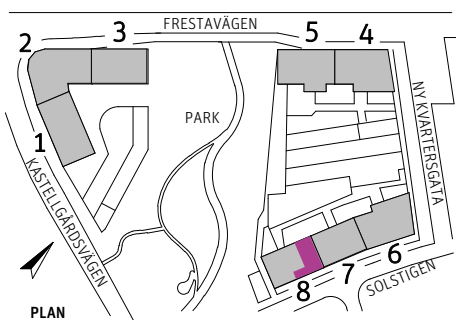 FRESTAVÄGEN
2
3
5
4
PARK
NY KVARTERSGATA
1
KASTELLGÅRDSVÄGEN
6
7
8
SOLSTIGEN
PLAN